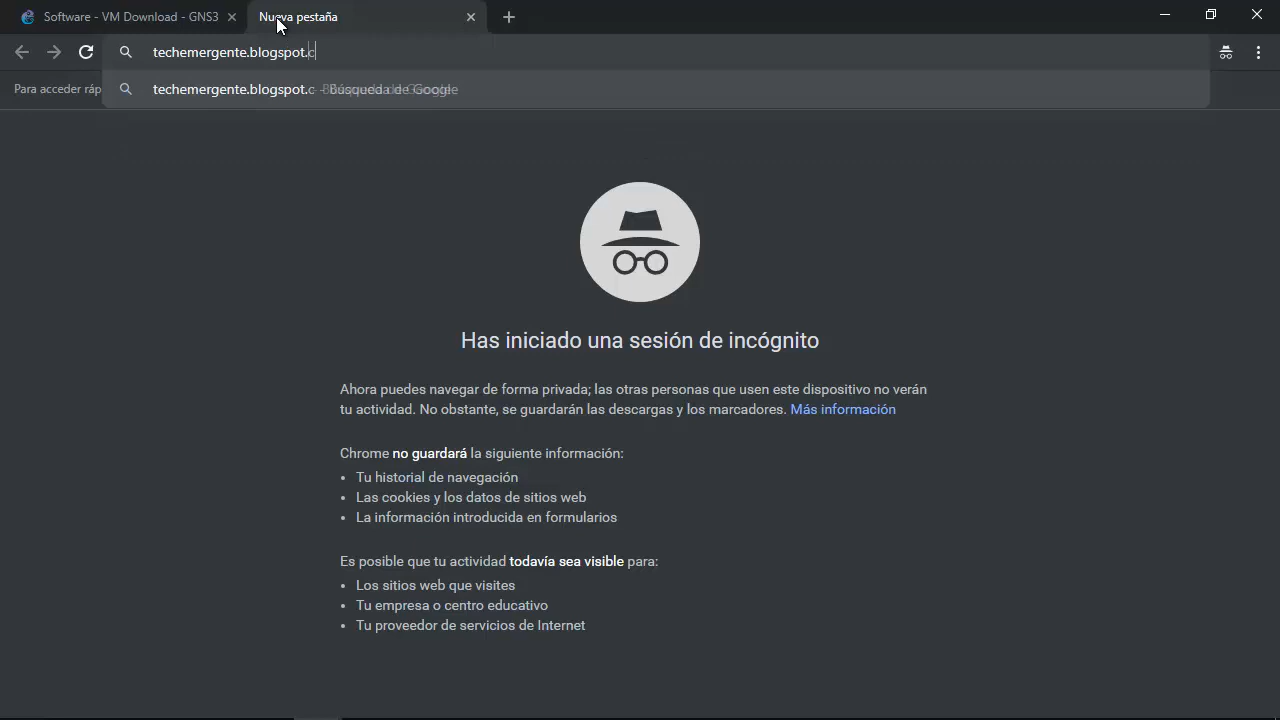 Software - VM Download - GNS3
Nueva pestaña
techemergente.blogspot.c
Para acceder ráp
techemergente.blogspot.c - Búsqueda de Google
Has iniciado una sesión de incógnito
Ahora puedes navegar de forma privada; las otras personas que usen este dispositivo no verán
tu actividad. No obstante, se guardarán las descargas y los marcadores. Más información
Chrome no guardará la siguiente información:
• Tu historial de navegación
• Las cookies y los datos de sitios web
• La información introducida en formularios
Es posible que tu actividad todavía sea visible para:
• Los sitios web que visites
• Tu empresa o centro educativo
• Tu proveedor de servicios de Internet